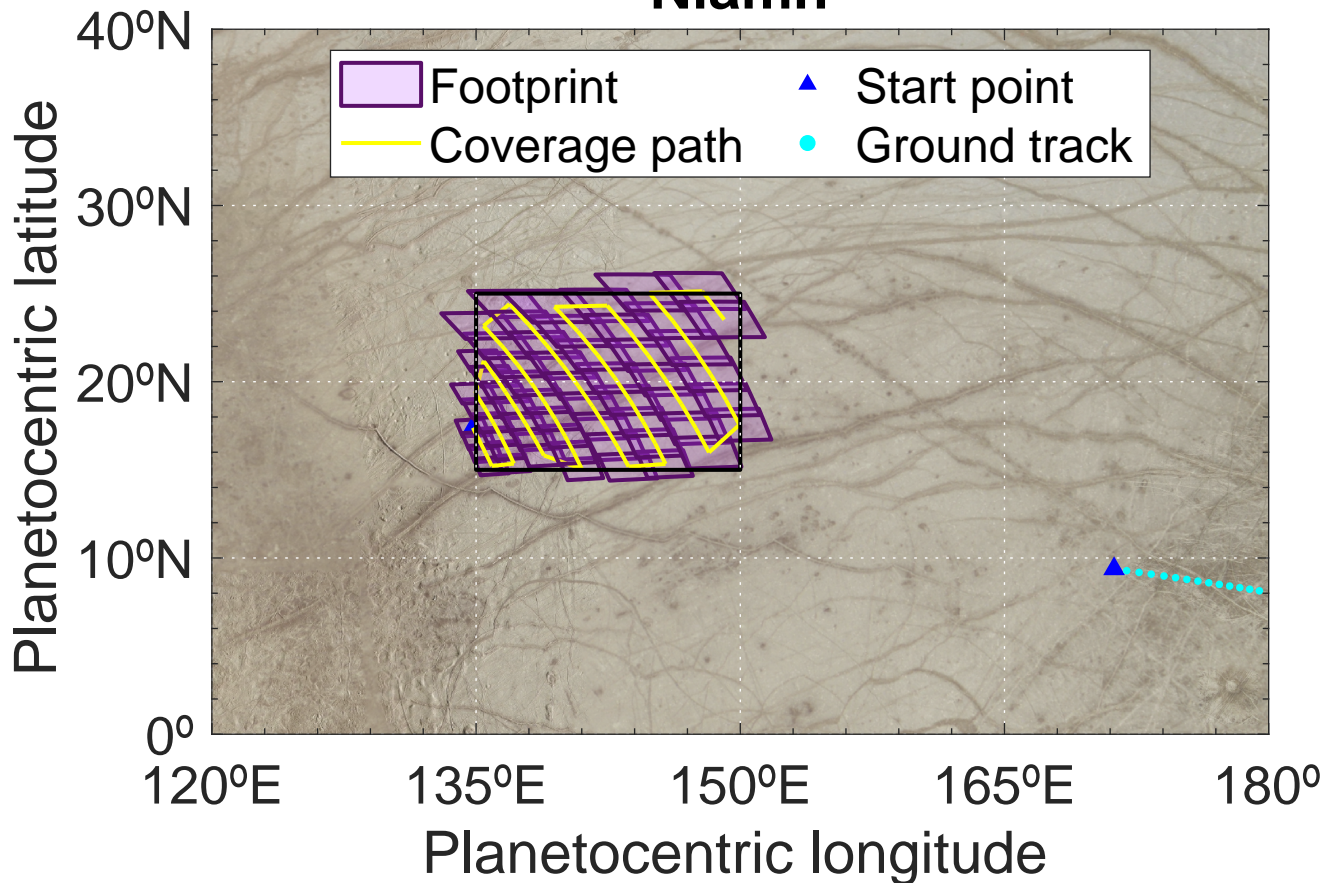 Niamh
40ºN
30ºN
20ºN
10ºN
0º
Footprint
Coverage path
Start point
Ground track
Planetocentric latitude
120ºE
135ºE
150ºE
165ºE
180º
Planetocentric longitude